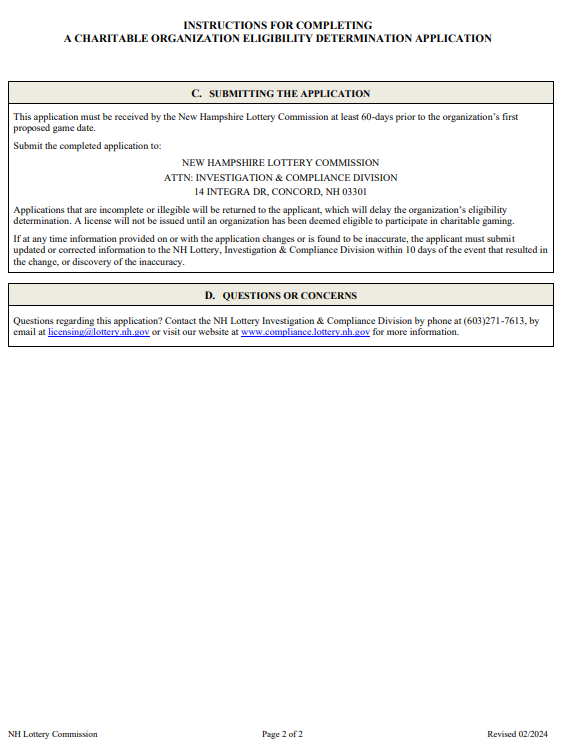 INSTRUCTIONS FOR COMPLETING
A CHARITABLE ORGANIZATION ELIGIBILITY DETERMINATION APPLICATION
C. SUBMITTING THE APPLICATION
This application must be received by the New Hampshire Lottery Commission at least 60-days prior to the organization's first
proposed game date.
Submit the completed application to:
NEW HAMPSHIRE LOTTERY COMMISSION
ATTN: INVESTIGATION & COMPLIANCE DIVISION
14 INTEGRA DR, CONCORD, NH 03301
Applications that are incomplete or illegible will be returned to the applicant, which will delay the organization's eligibility
determination. A license will not be issued until an organization has been deemed eligible to participate in charitable gaming.
If at any time information provided on or with the application changes or is found to be inaccurate, the applicant must submit
updated or corrected information to the NH Lottery, Investigation & Compliance Division within 10 days of the event that resulted in
the change, or discovery of the inaccuracy.
D. QUESTIONS OR CONCERNS
Questions regarding this application? Contact the NH Lottery Investigation & Compliance Division by phone at (603)271-7613, by
email at licensing@lottery.nh.gov or visit our website at www.compliance.lottery.nh.gov for more information.
NH Lottery Commission Page 2 of 2 Revised 02/2024